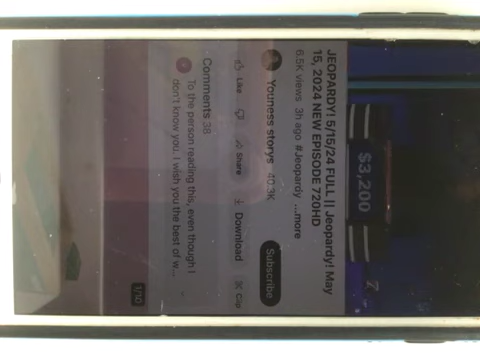 $3,200
JEOPARDY! 5/15/24 FULL || Jeopardy! May
15, 2024 NEW EPISODE 720HD
6.5K views 3h ago #Jeopardy ...more
Youness storys 40.3K
Subscribe
Like
Share
Download
Clip
Comments 38
To the person reading this, even though I
don't know you. I wish you the best of w...
1/10